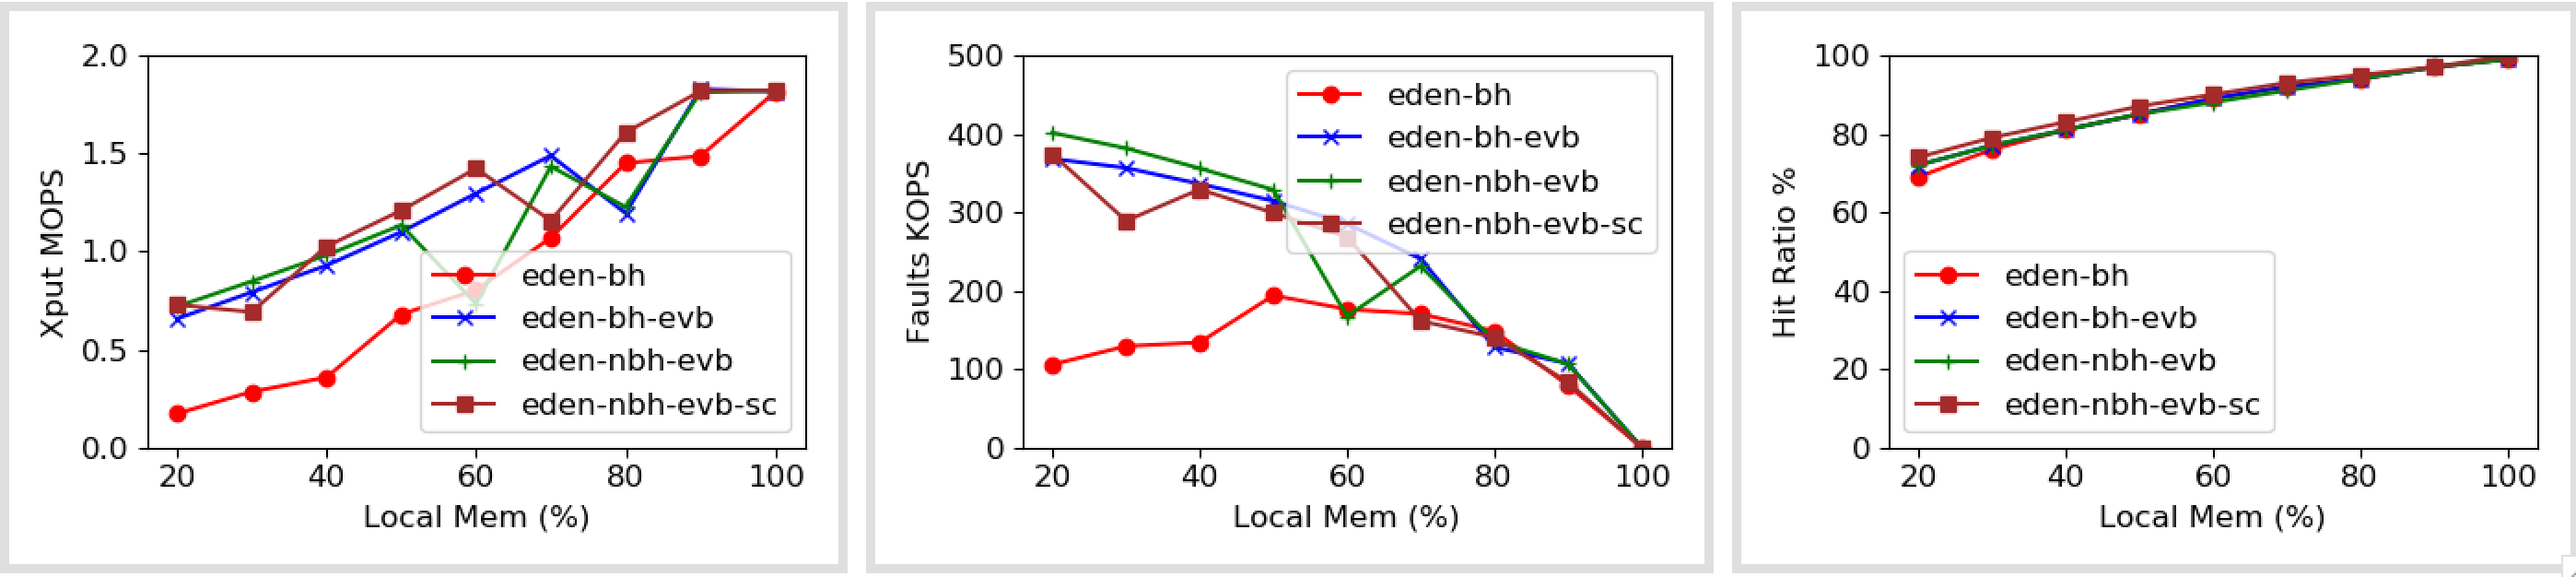 2.0
1.5
1.0
0.5
0.0
Xput MOPS
20 40 60 80 100
Local Mem (%)
eden-bh
eden-bh-evb
eden-nbh-evb
eden-nbh-evb-sc
500
400
300
200
100
0
Faults KOPS
20 40 60 80 100
Local Mem (%)
eden-bh
eden-bh-evb
eden-nbh-evb
eden-nbh-evb-sc
100
80
60
40
20
0
Hit Ratio %
20 40 60 80 100
Local Mem (%)
eden-bh
eden-bh-evb
eden-nbh-evb
eden-nbh-evb-sc